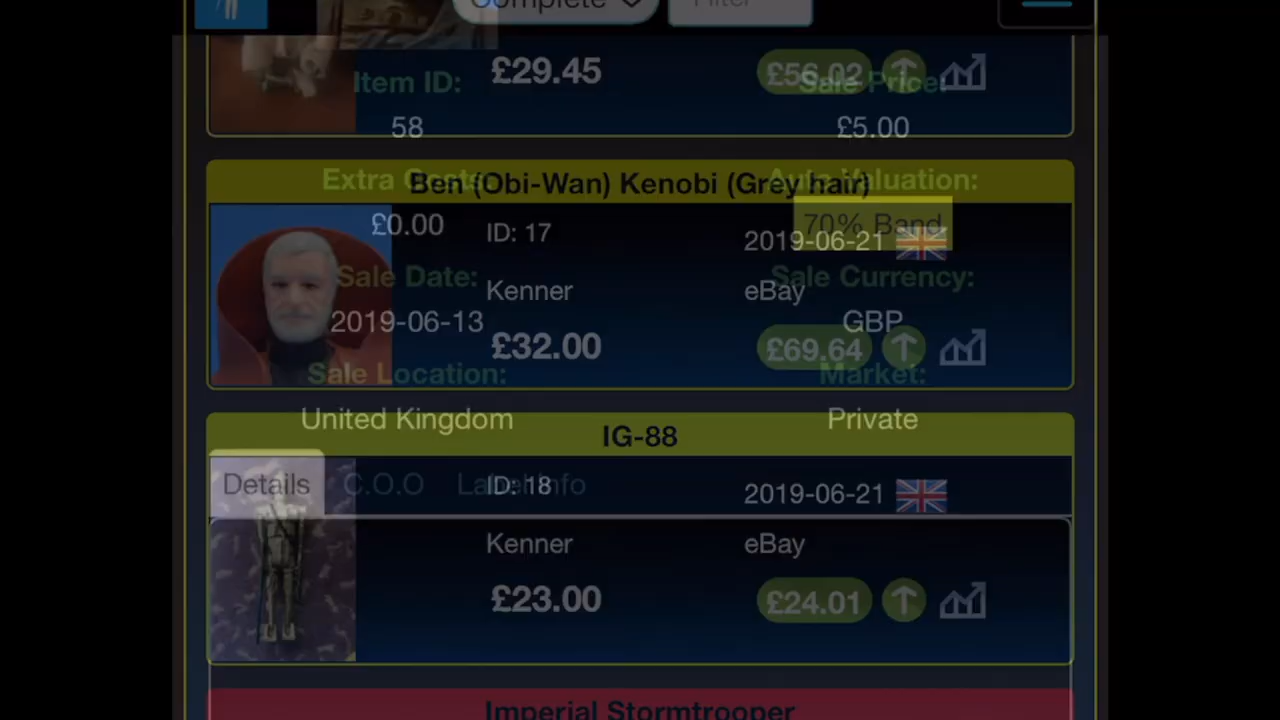 Complete
Filter
£29.45
£56.02
Item ID:
Sale Price:
58
£5.00
Extra Costs:
Ben (Obi-Wan) Kenobi (Grey hair)
Auto Valuation:
£0.00
ID: 17
70% Band
2019-06-21
Sale Date:
Kenner
eBay
Sale Currency:
2019-06-13
£32.00
GBP
£69.64
Sale Location:
Market:
United Kingdom
Private
IG-88
Details
C.O.O
Label Info
ID: 18
2019-06-21
Kenner
eBay
£23.00
£24.01
Imperial Stormtrooper